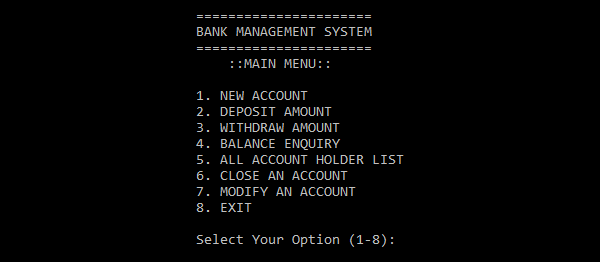 ======================
BANK MANAGEMENT SYSTEM
======================
::MAIN MENU::
1. NEW ACCOUNT
2. DEPOSIT AMOUNT
3. WITHDRAW AMOUNT
4. BALANCE ENQUIRY
5. ALL ACCOUNT HOLDER LIST
6. CLOSE AN ACCOUNT
7. MODIFY AN ACCOUNT
8. EXIT
Select Your Option (1-8):